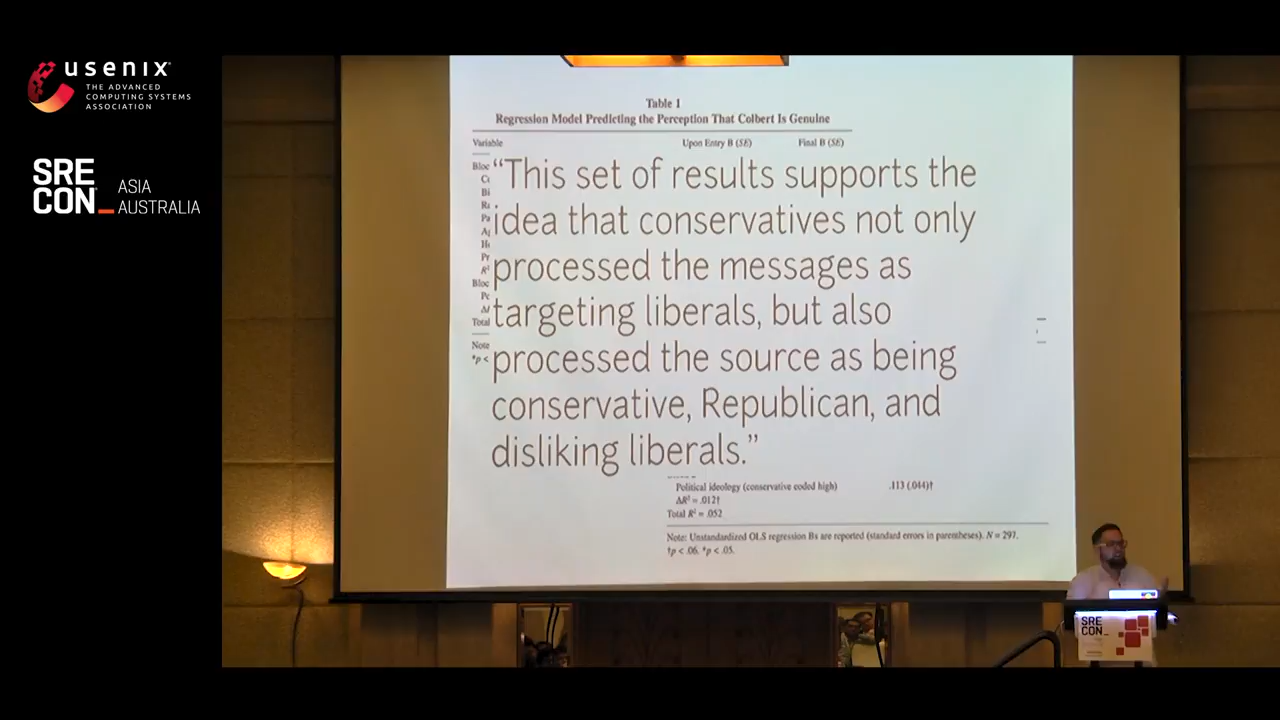 usenix
THE ADVANCED
COMPUTING SYSTEMS
ASSOCIATION
SRE
CON_
ASIA
AUSTRALIA
Table 1
Regression Model Predicting the Perception That Colbert Is Genuine
Variable Upon Entry B (SE) Final B (SE)
“This set of results supports the
idea that conservatives not only
processed the messages as
targeting liberals, but also
processed the source as being
conservative, Republican, and
disliking liberals.”
Political ideology (conservative coded high) .113 (.044)†
ΔR² = .012†
Total R² = .052
Note: Unstandardized OLS regression Bs are reported (standard errors in parentheses). N = 297.
†p < .06. *p < .05.
SRE
CON_